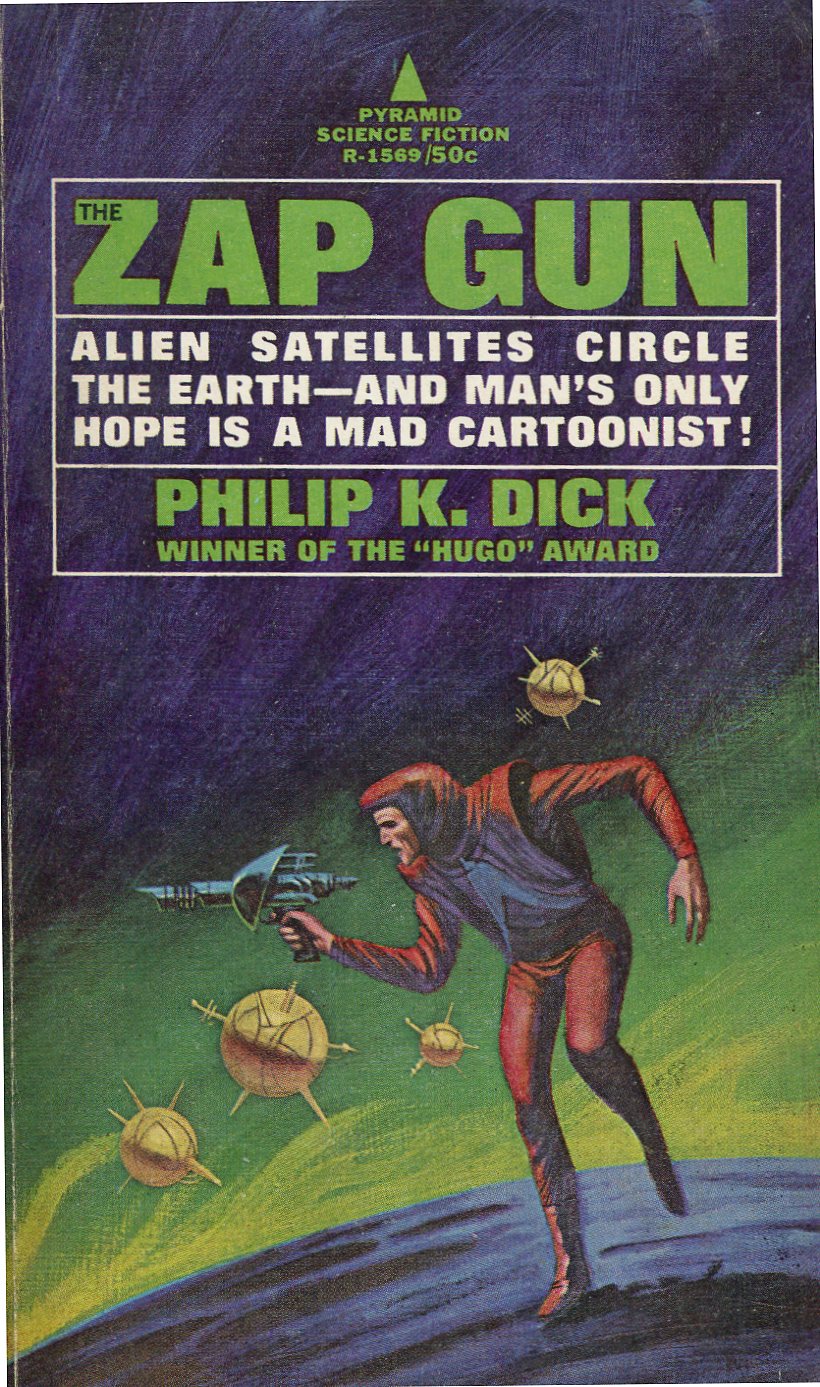 PYRAMID
SCIENCE FICTION
R-1569/50c
THE
ZAP GUN
ALIEN SATELLITES CIRCLE
THE EARTH—AND MAN'S ONLY
HOPE IS A MAD CARTOONIST!
PHILIP K. DICK
WINNER OF THE "HUGO" AWARD